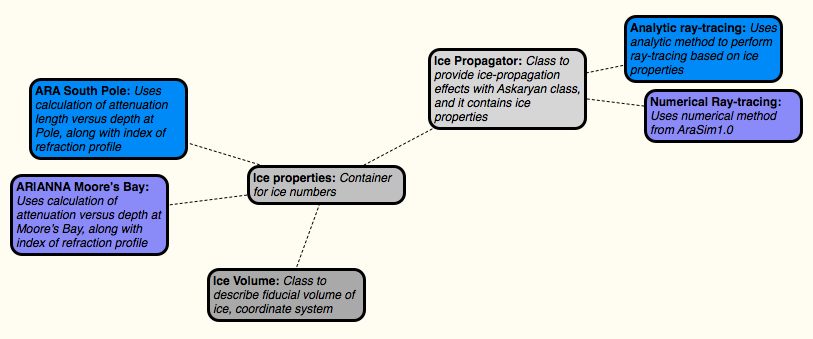 Analytic ray-tracing: Uses
analytic method to perform
ray-tracing based on ice
properties
Ice Propagator: Class to
provide ice-propagation
effects with Askaryan class,
and it contains ice
properties
Numerical Ray-tracing:
Uses numerical method
from AraSim1.0
ARA South Pole: Uses
calculation of attenuation
length versus depth at
Pole, along with index of
refraction profile
Ice properties: Container
for ice numbers
ARIANNA Moore's Bay:
Uses calculation of
attenuation versus depth at
Moore's Bay, along with
index of refraction profile
Ice Volume: Class to
describe fiducial volume of
ice, coordinate system